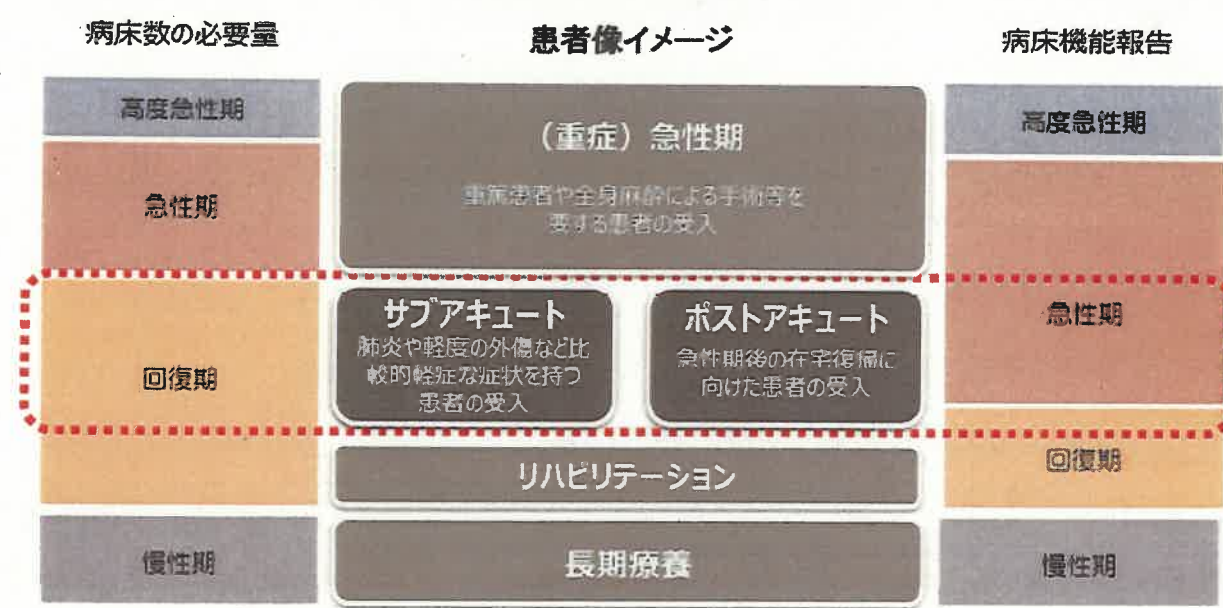 病床数の必要量
患者像イメージ
病床機能報告
高度急性期
急性期
回復期
慢性期
（重症）急性期
重篤患者や全身麻酔による手術等を
要する患者の受入
サブアキュート
肺炎や軽度の外傷など比
較的軽症な症状を持つ
患者の受入
ポストアキュート
急性期後の在宅復帰に
向けた患者の受入
リハビリテーション
長期療養
高度急性期
急性期
回復期
慢性期